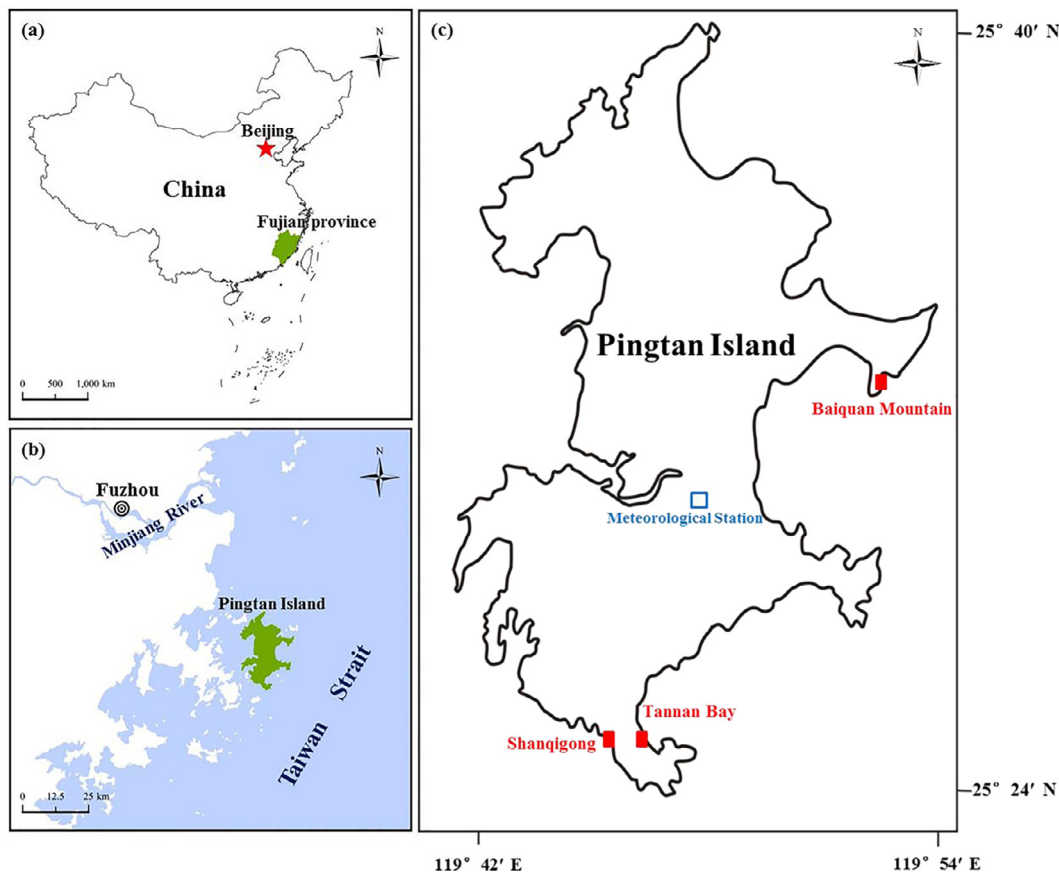 (a)
N
Beijing
China
Fujian province
0 500 1,000 km
(b)
N
Fuzhou
Minjiang River
Pingtan Island
Taiwan Strait
0 12.5 25 km
(c)
N
25° 40′ N
Pingtan Island
Baiquan Mountain
Meteorological Station
Tannan Bay
Shanqigong
25° 24′ N
119° 42′ E
119° 54′ E